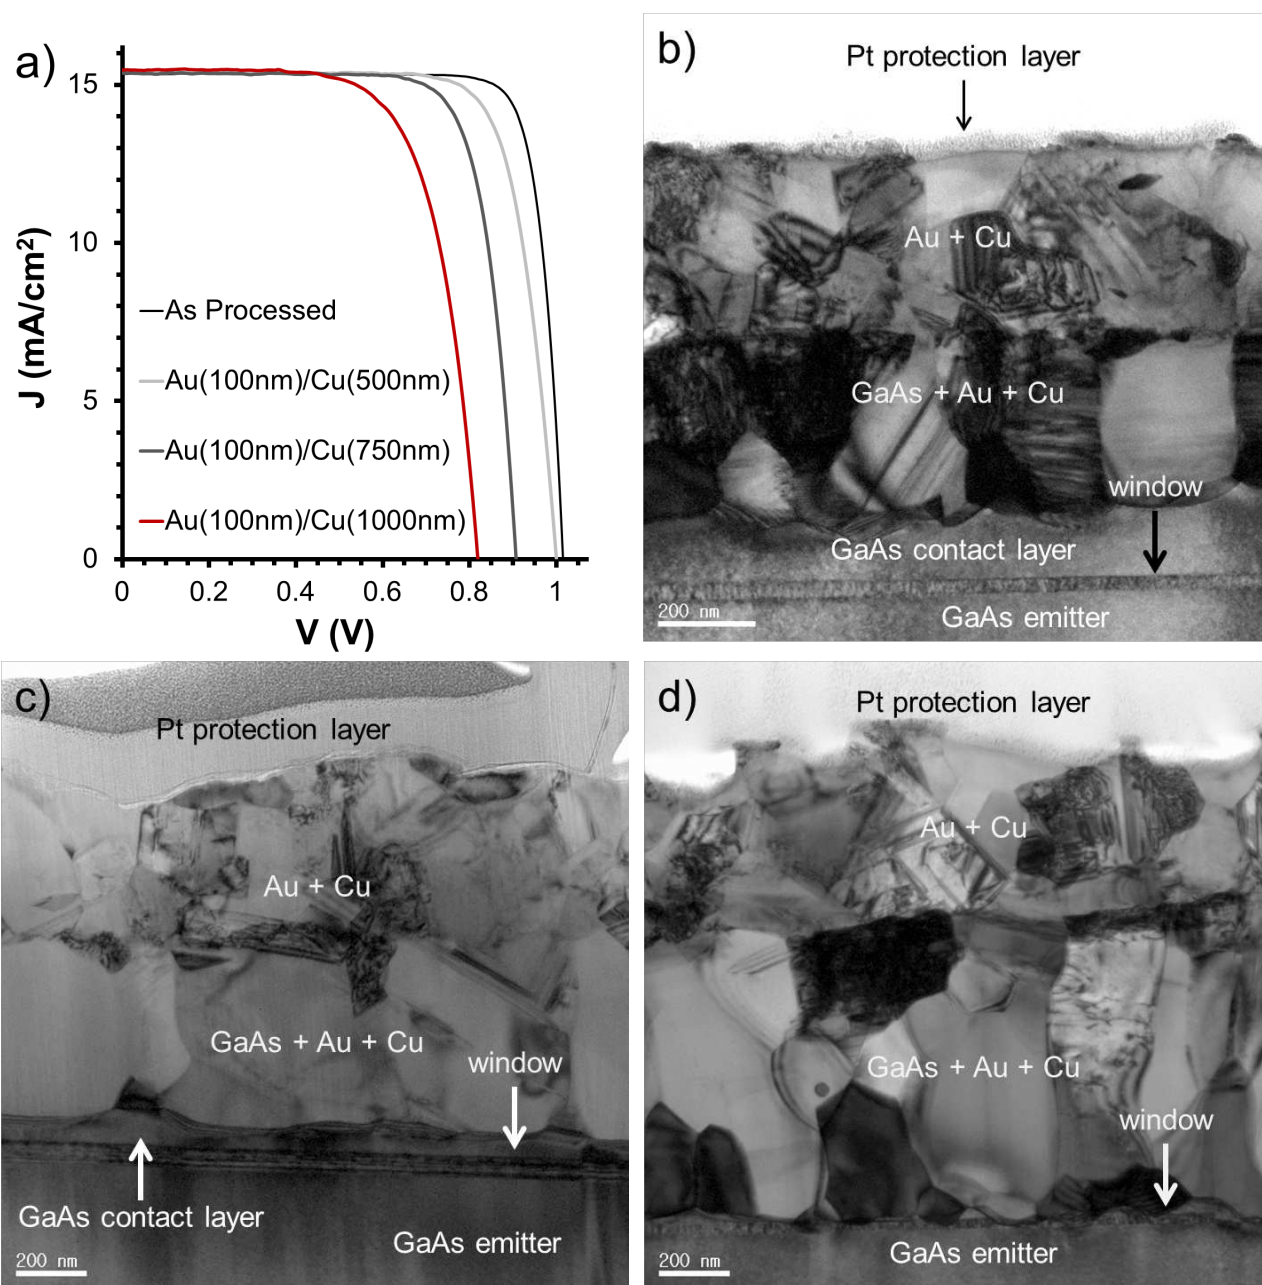 a)
15
10
5
0
J (mA/cm²)
As Processed
Au(100nm)/Cu(500nm)
Au(100nm)/Cu(750nm)
Au(100nm)/Cu(1000nm)
0 0.2 0.4 0.6 0.8 1
V (V)
b)
Pt protection layer
Au + Cu
GaAs + Au + Cu
window
GaAs contact layer
200 nm
GaAs emitter
c)
Pt protection layer
Au + Cu
GaAs + Au + Cu
window
GaAs contact layer
GaAs emitter
200 nm
d)
Pt protection layer
Au + Cu
GaAs + Au + Cu
window
GaAs emitter
200 nm